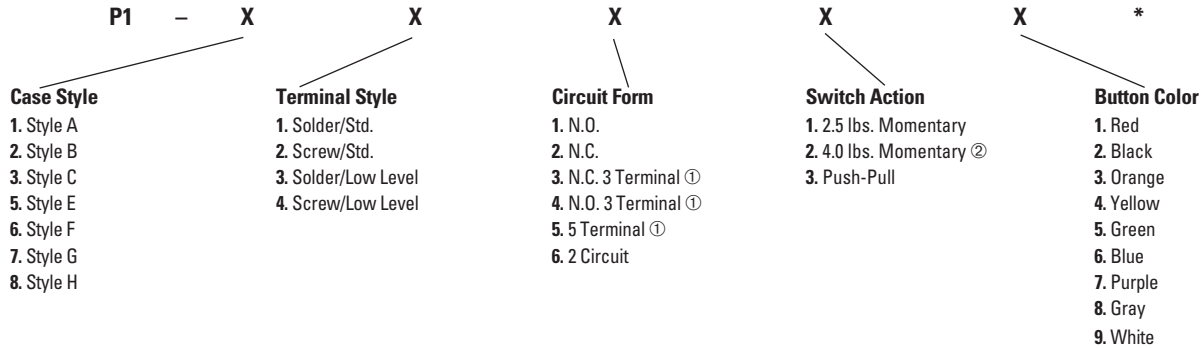 P1 – X X X X X *
Case Style
1. Style A
2. Style B
3. Style C
5. Style E
6. Style F
7. Style G
8. Style H
Terminal Style
1. Solder/Std.
2. Screw/Std.
3. Solder/Low Level
4. Screw/Low Level
Circuit Form
1. N.O.
2. N.C.
3. N.C. 3 Terminal ①
4. N.O. 3 Terminal ①
5. 5 Terminal ①
6. 2 Circuit
Switch Action
1. 2.5 lbs. Momentary
2. 4.0 lbs. Momentary ②
3. Push-Pull
Button Color
1. Red
2. Black
3. Orange
4. Yellow
5. Green
6. Blue
7. Purple
8. Gray
9. White